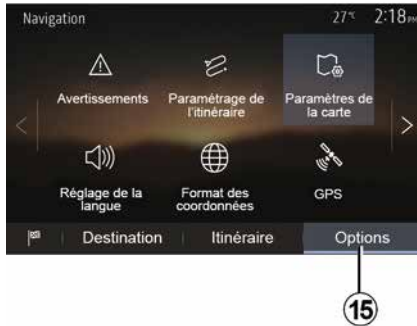 Navigation 27°C 2:18PM
Avertissements
Paramétrage de
l'itinéraire
Paramètres de
la carte
Réglage de la
langue
Format des
coordonnées
GPS
Destination Itinéraire Options
15